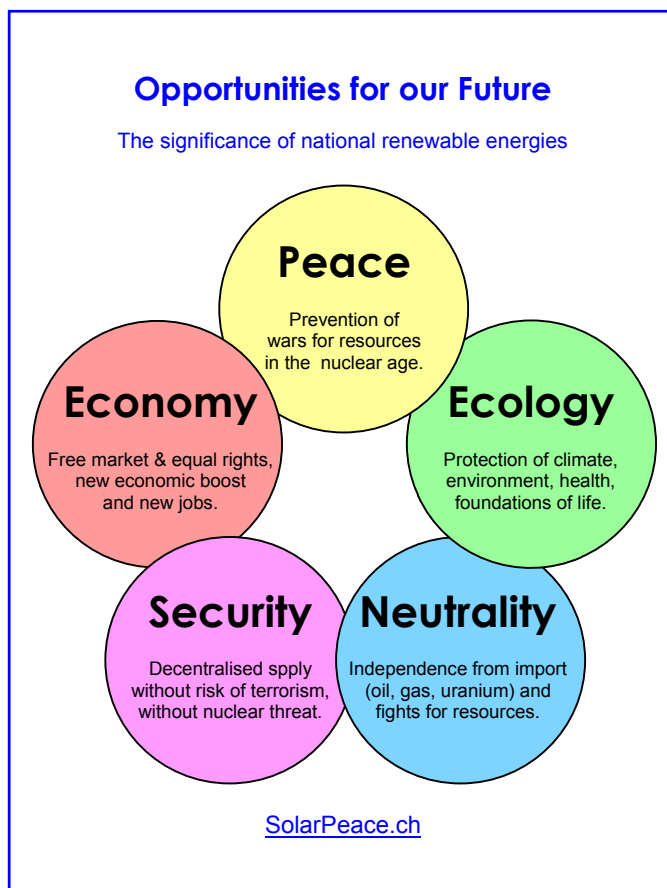 Opportunities for our Future
The significance of national renewable energies
Peace
Prevention of
wars for resources
in the nuclear age.
Economy
Free market & equal rights,
new economic boost
and new jobs.
Ecology
Protection of climate,
environment, health,
foundations of life.
Security
Decentralised spply
without risk of terrorism,
without nuclear threat.
Neutrality
Independence from import
(oil, gas, uranium) and
fights for resources.
SolarPeace.ch